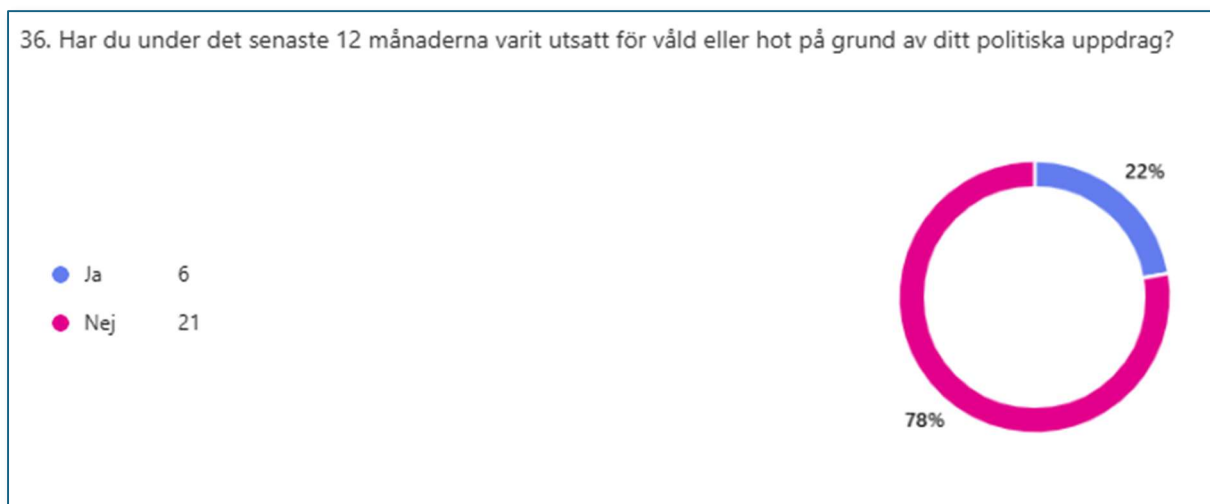 36. Har du under det senaste 12 månaderna varit utsatt för våld eller hot på grund av ditt politiska uppdrag?
22%
Ja 6
Nej 21
78%